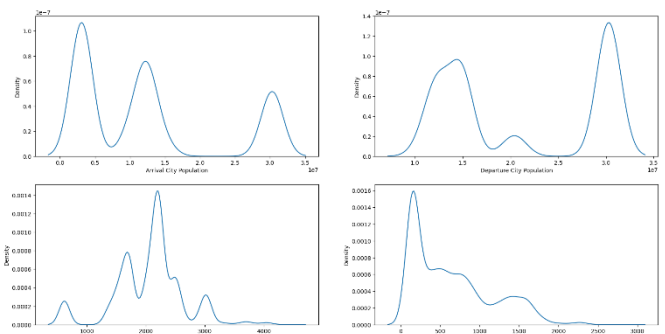 1e−7
1.0
0.8
0.6
0.4
0.2
0.0
Density
0.0 0.5 1.0 1.5 2.0 2.5 3.0 3.5
1e7
Arrival City Population
1e−7
1.4
1.2
1.0
0.8
0.6
0.4
0.2
0.0
Density
1.0 1.5 2.0 2.5 3.0 3.5
1e7
Departure City Population
0.0014
0.0012
0.0010
0.0008
0.0006
0.0004
0.0002
0.0000
Density
1000 2000 3000 4000
0.0016
0.0014
0.0012
0.0010
0.0008
0.0006
0.0004
0.0002
0.0000
Density
0 500 1000 1500 2000 2500 3000